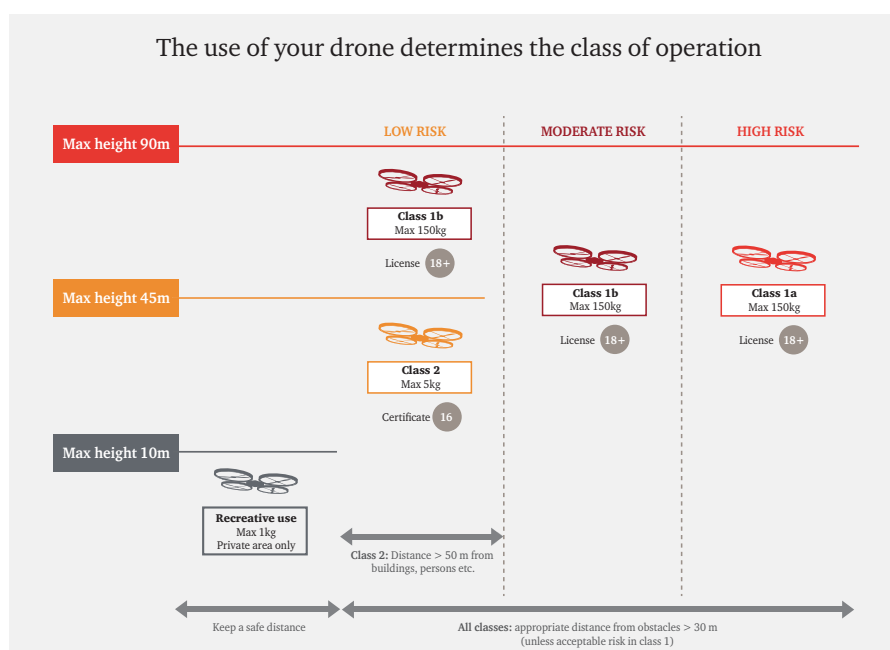 The use of your drone determines the class of operation
LOW RISK
MODERATE RISK
HIGH RISK
Max height 90m
Class 1b
Max 150kg
License 18+
Class 1b
Max 150kg
License 18+
Class 1a
Max 150kg
License 18+
Max height 45m
Class 2
Max 5kg
Certificate 16
Max height 10m
Recreative use
Max 1kg
Private area only
Class 2: Distance > 50 m from
buildings, persons etc.
Keep a safe distance
All classes: appropriate distance from obstacles > 30 m
(unless acceptable risk in class 1)